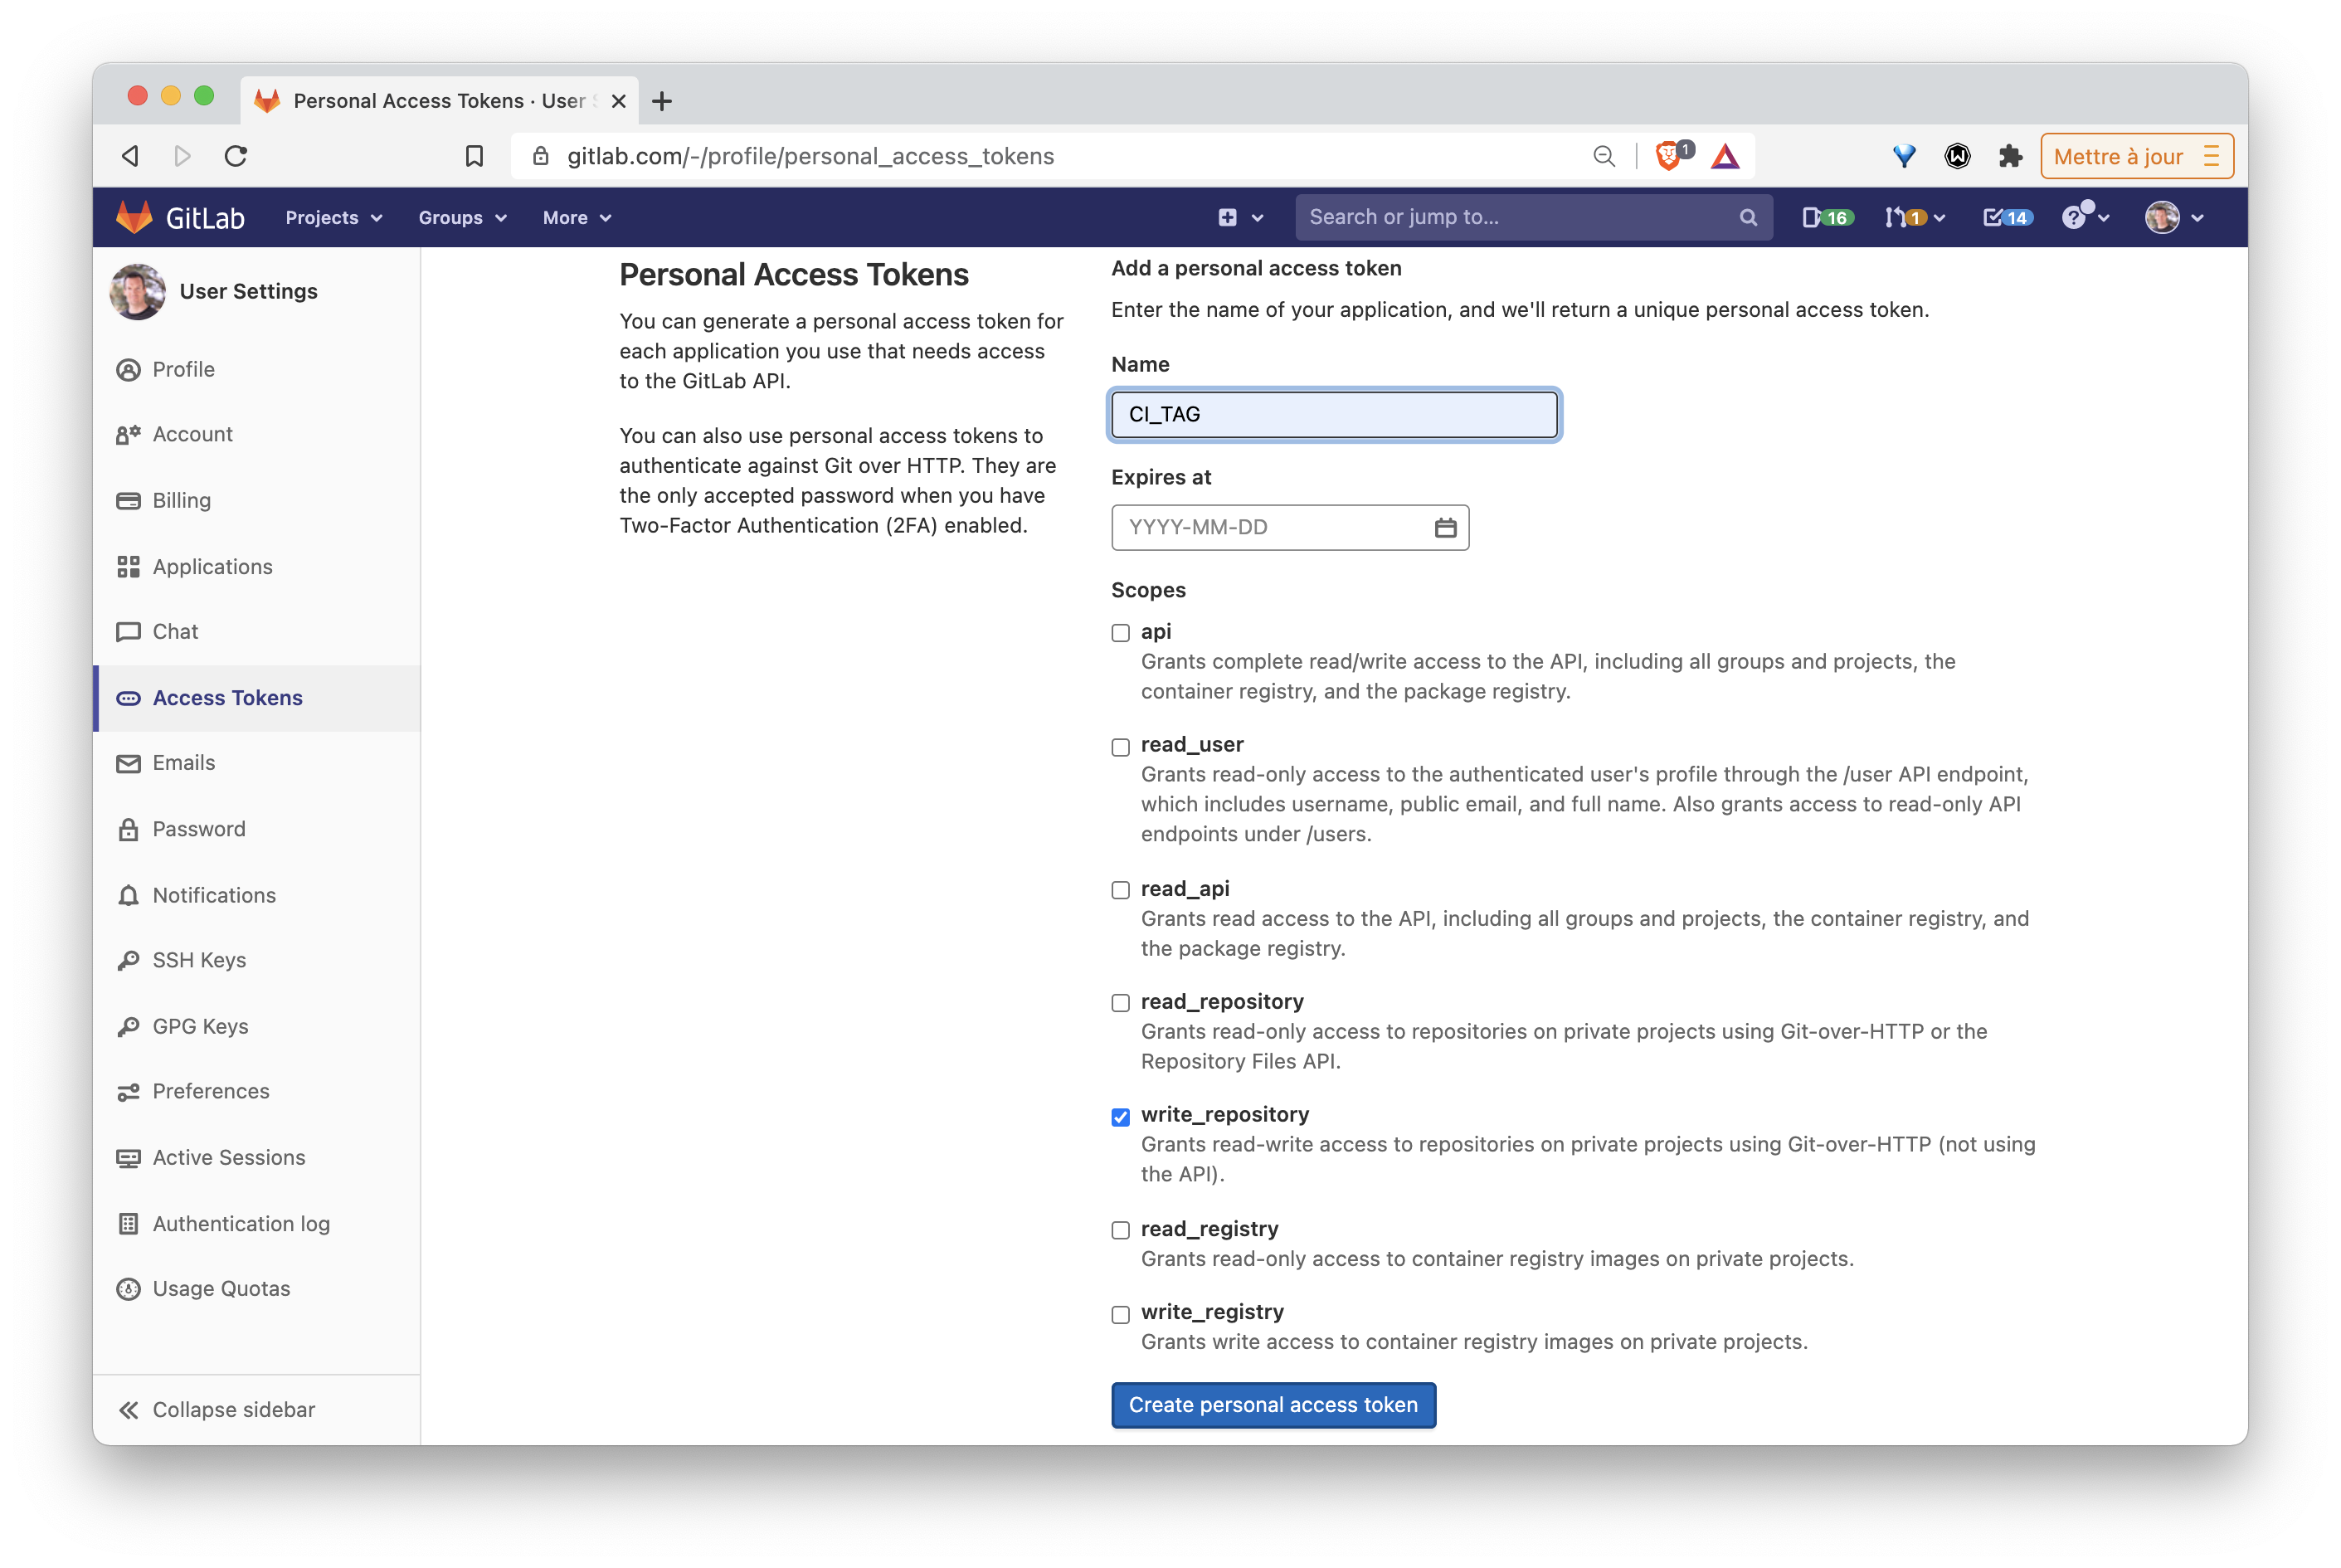 Personal Access Tokens · User
gitlab.com/-/profile/personal_access_tokens
1
Mettre à jour
GitLab
Projects
Groups
More
Search or jump to...
16
1
14
User Settings
Profile
Account
Billing
Applications
Chat
Access Tokens
Emails
Password
Notifications
SSH Keys
GPG Keys
Preferences
Active Sessions
Authentication log
Usage Quotas
Collapse sidebar
Personal Access Tokens
You can generate a personal access token for
each application you use that needs access
to the GitLab API.
You can also use personal access tokens to
authenticate against Git over HTTP. They are
the only accepted password when you have
Two-Factor Authentication (2FA) enabled.
Add a personal access token
Enter the name of your application, and we'll return a unique personal access token.
Name
CI_TAG
Expires at
YYYY-MM-DD
Scopes
api
Grants complete read/write access to the API, including all groups and projects, the
container registry, and the package registry.
read_user
Grants read-only access to the authenticated user's profile through the /user API endpoint,
which includes username, public email, and full name. Also grants access to read-only API
endpoints under /users.
read_api
Grants read access to the API, including all groups and projects, the container registry, and
the package registry.
read_repository
Grants read-only access to repositories on private projects using Git-over-HTTP or the
Repository Files API.
write_repository
Grants read-write access to repositories on private projects using Git-over-HTTP (not using
the API).
read_registry
Grants read-only access to container registry images on private projects.
write_registry
Grants write access to container registry images on private projects.
Create personal access token